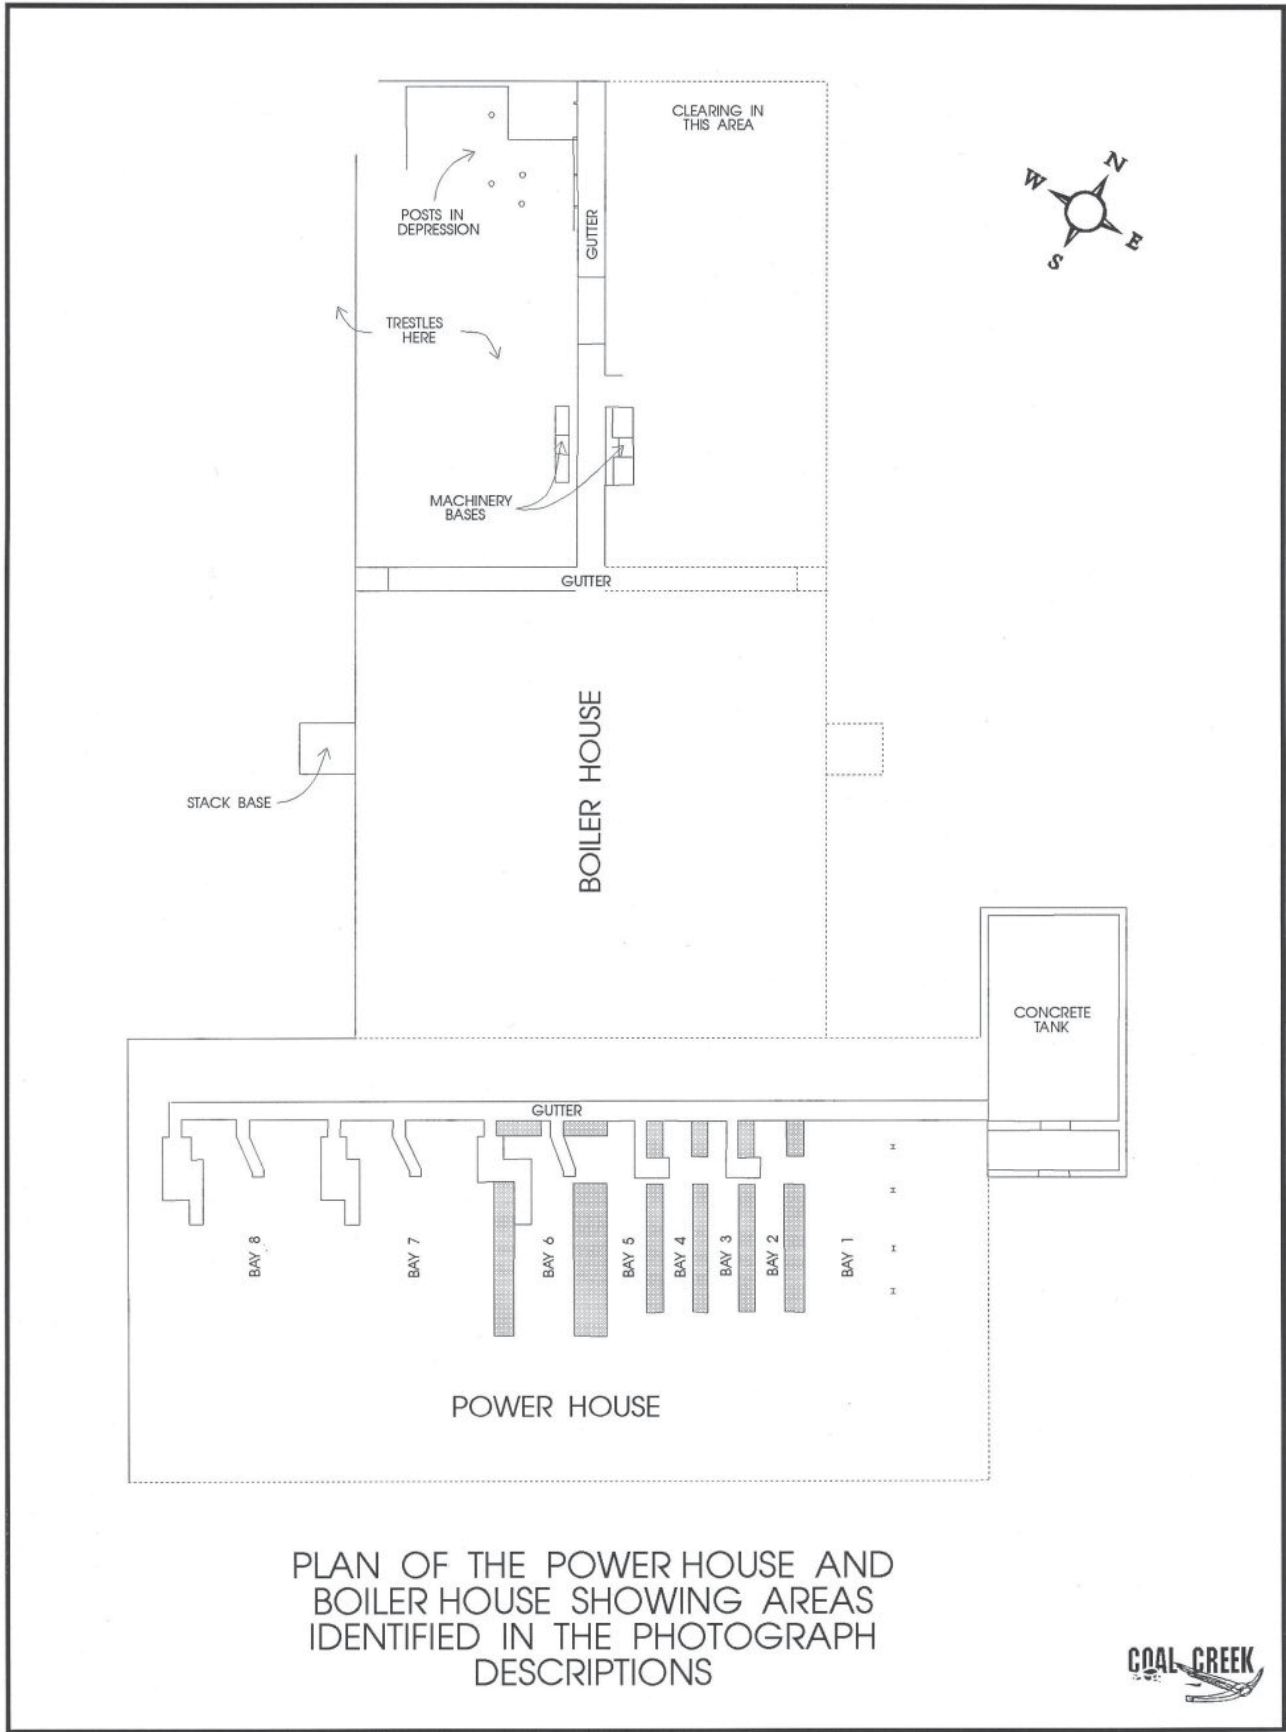 CLEARING IN
THIS AREA
N
W
E
S
POSTS IN
DEPRESSION
GUTTER
TRESTLES
HERE
MACHINERY
BASES
GUTTER
BOILER HOUSE
STACK BASE
CONCRETE
TANK
GUTTER
BAY 8
BAY 7
BAY 6
BAY 5
BAY 4
BAY 3
BAY 2
BAY 1
POWER HOUSE
PLAN OF THE POWER HOUSE AND
BOILER HOUSE SHOWING AREAS
IDENTIFIED IN THE PHOTOGRAPH
DESCRIPTIONS
COAL CREEK